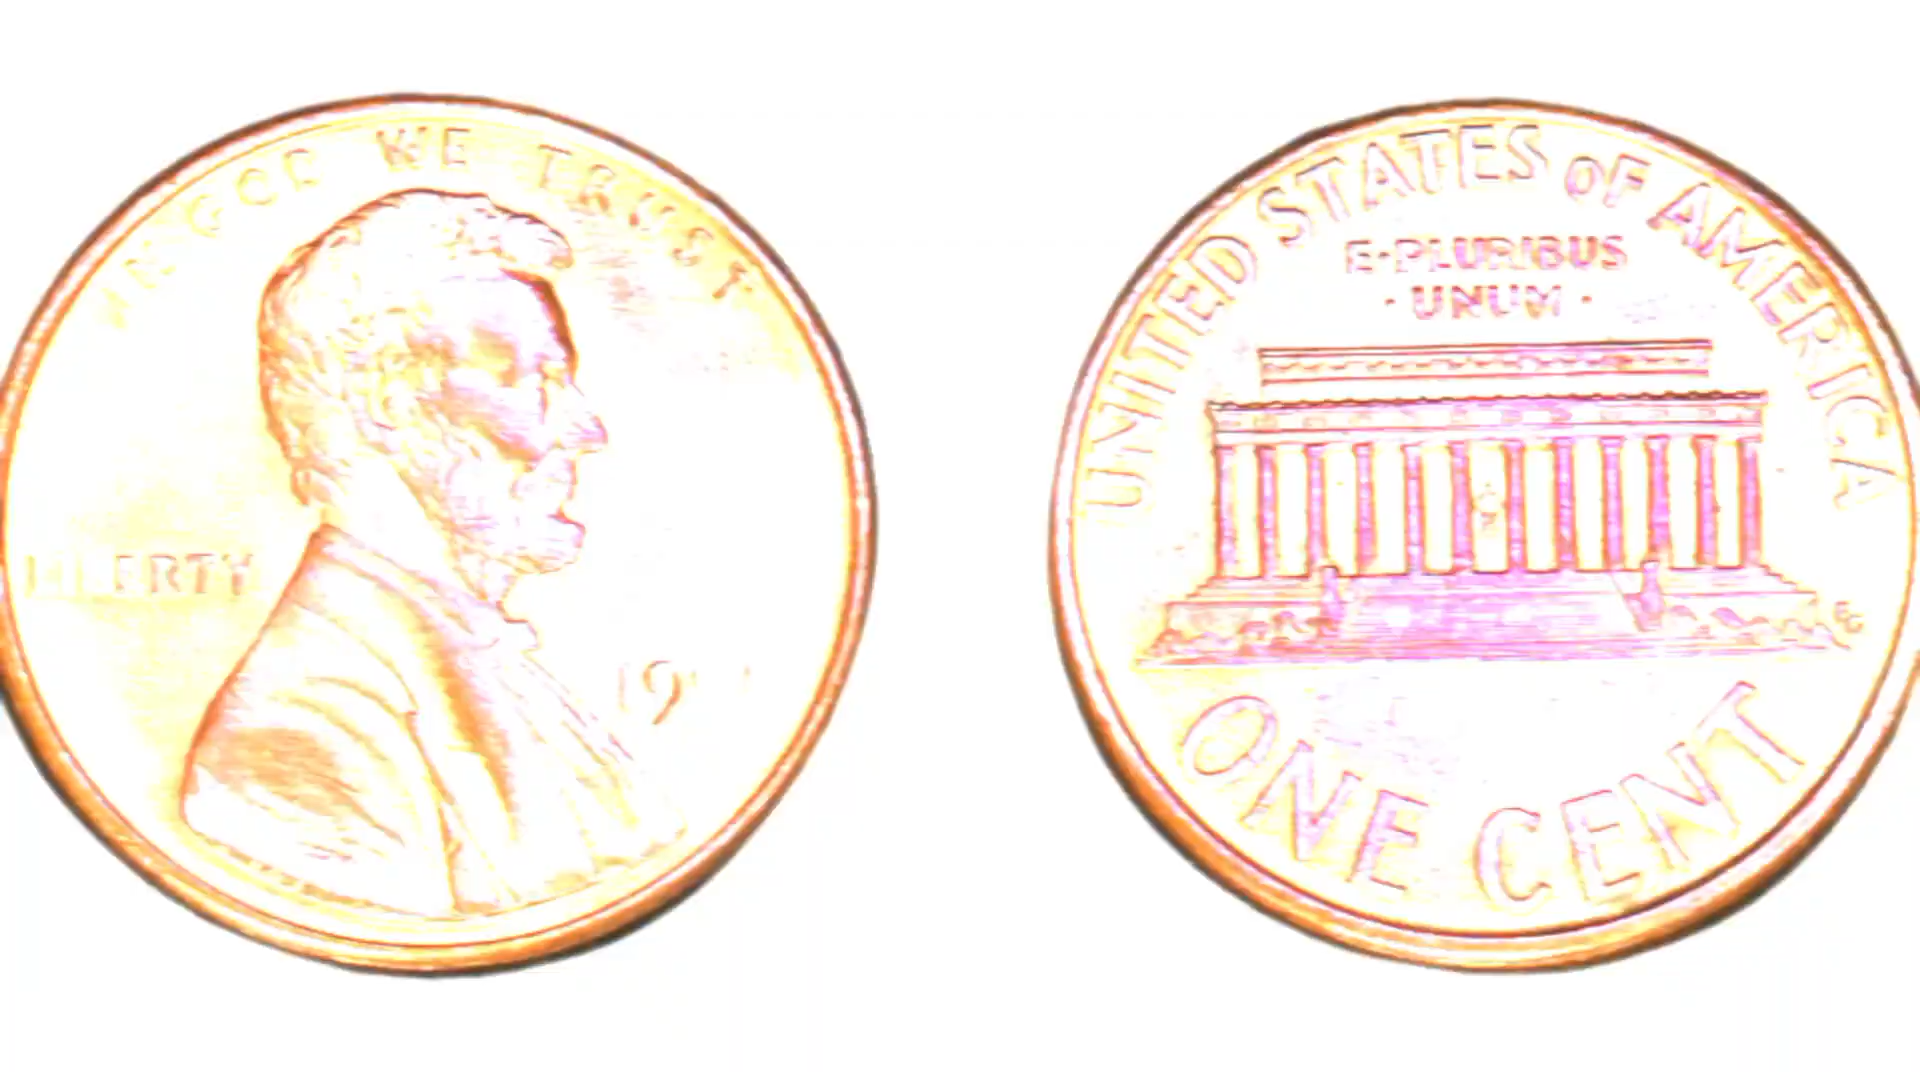 IN GOD WE TRUST
LIBERTY
UNITED STATES OF AMERICA
E·PLURIBUS
·UNUM·
ONE CENT